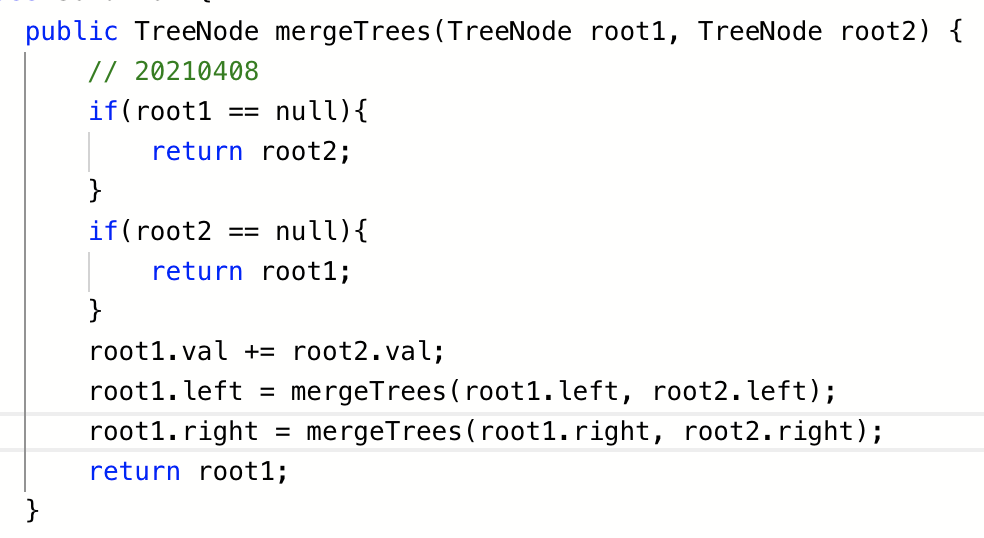 public TreeNode mergeTrees(TreeNode root1, TreeNode root2) {
    // 20210408
    if(root1 == null){
        return root2;
    }
    if(root2 == null){
        return root1;
    }
    root1.val += root2.val;
    root1.left = mergeTrees(root1.left, root2.left);
    root1.right = mergeTrees(root1.right, root2.right);
    return root1;
}